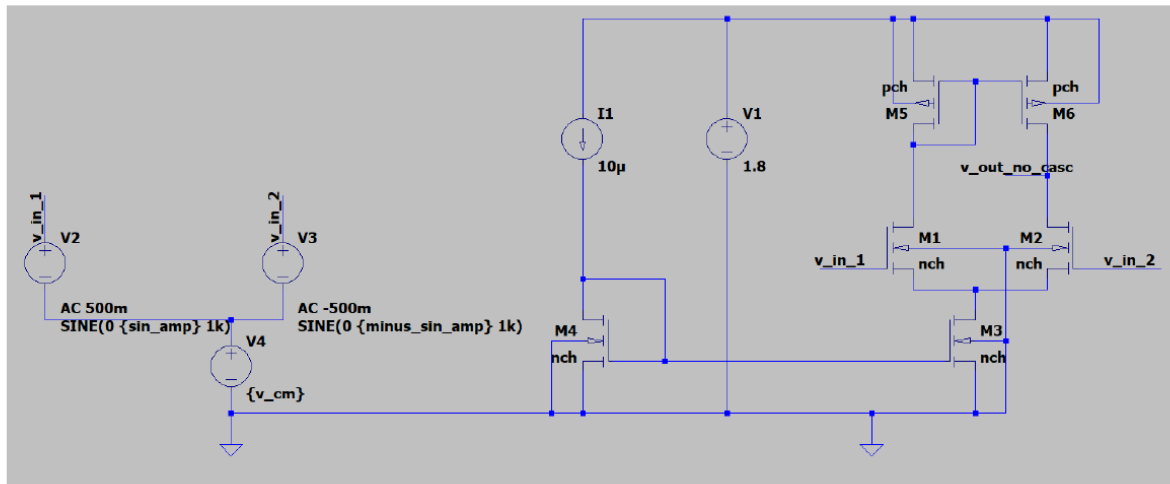 pch
M5
pch
M6
I1
10µ
V1
1.8
v_out_no_casc
v_in_1
V2
v_in_2
V3
M1
nch
M2
nch
v_in_1
v_in_2
AC 500m
SINE(0 {sin_amp} 1k)
AC -500m
SINE(0 {minus_sin_amp} 1k)
V4
{v_cm}
M4
nch
M3
nch